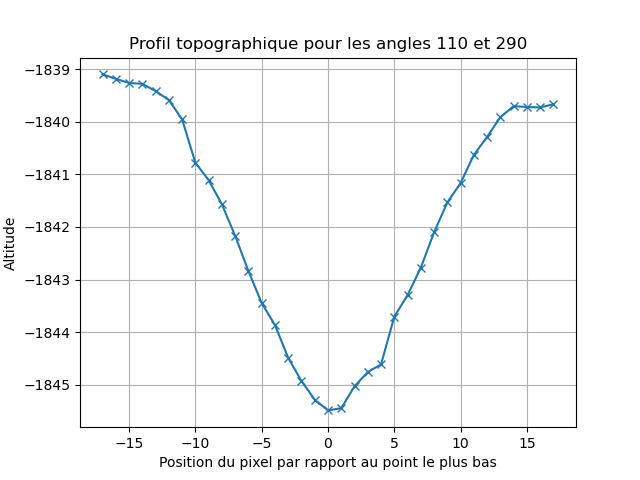 Profil topographique pour les angles 110 et 290
Altitude
−1839
−1840
−1841
−1842
−1843
−1844
−1845
−15 −10 −5 0 5 10 15
Position du pixel par rapport au point le plus bas